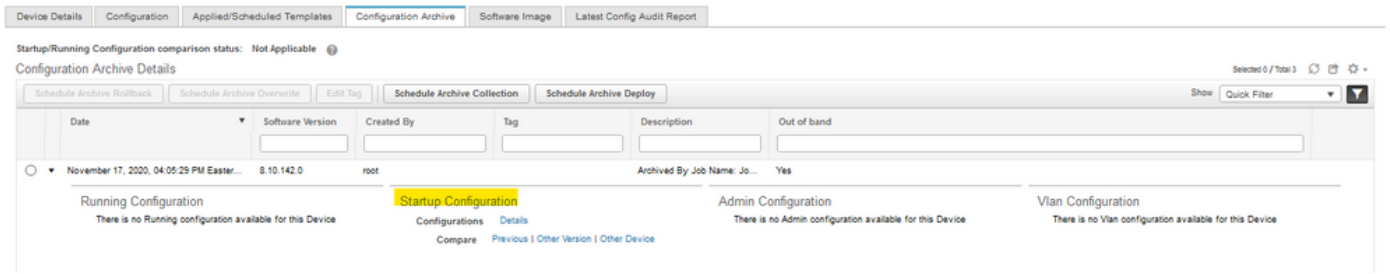 Device Details Configuration Applied/Scheduled Templates Configuration Archive Software Image Latest Config Audit Report
Startup/Running Configuration comparison status: Not Applicable
Configuration Archive Details Selected 0 / Total 3
Schedule Archive Rollback Schedule Archive Overwrite Edit Tag Schedule Archive Collection Schedule Archive Deploy Show Quick Filter
Date Software Version Created By Tag Description Out of band
November 17, 2020, 04:05:29 PM Easter... 8.10.142.0 root Archived By Job Name: Jo... Yes
Running Configuration Startup Configuration Admin Configuration Vlan Configuration
There is no Running configuration available for this Device Configurations Details There is no Admin configuration available for this Device There is no Vlan configuration available for this Device
Compare Previous | Other Version | Other Device